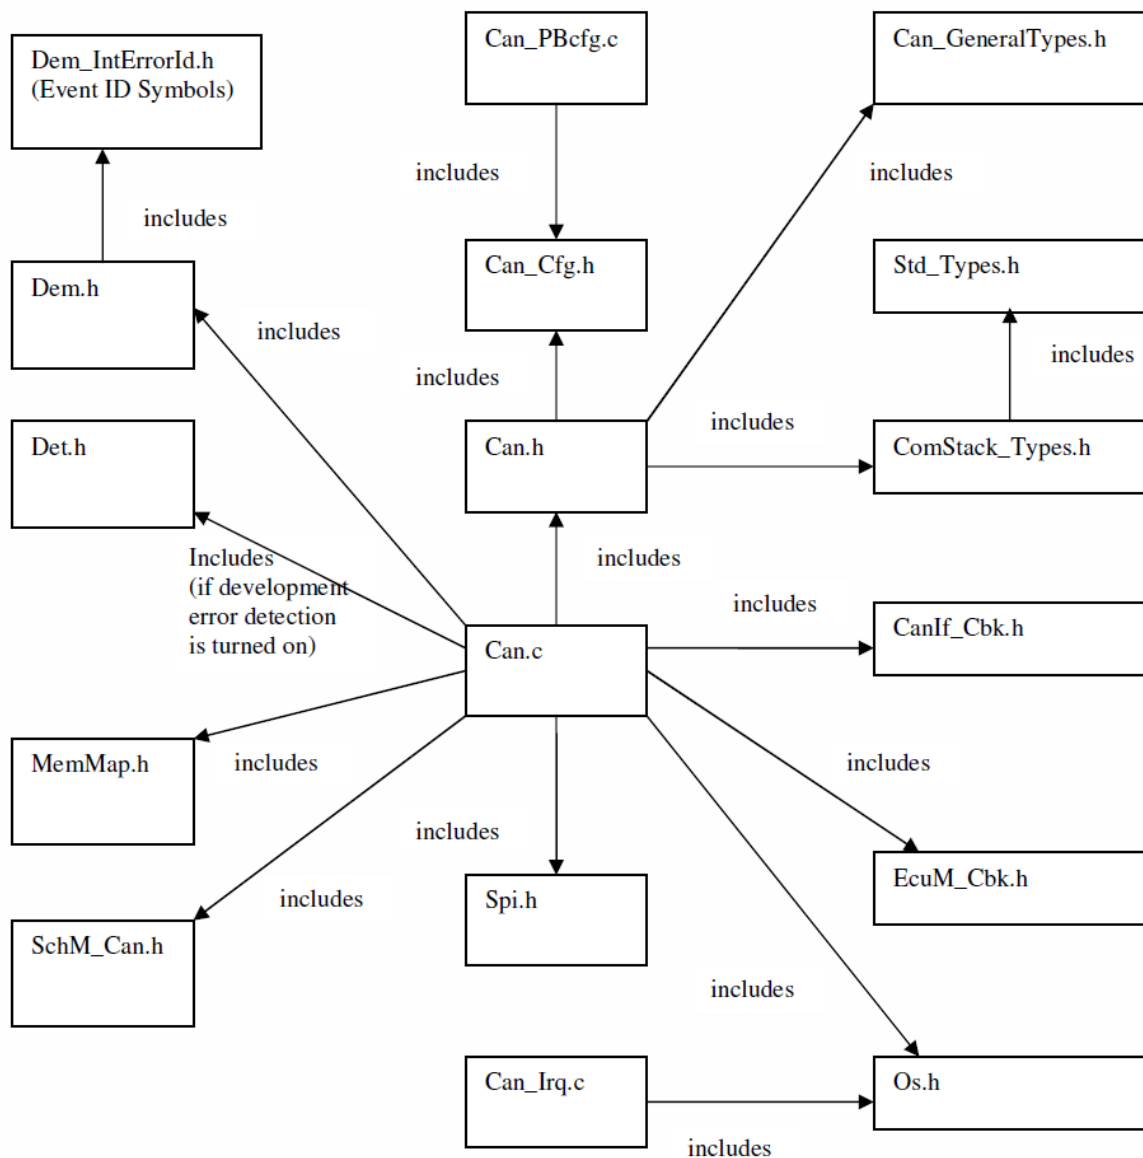 Can_PBcfg.c
Can_GeneralTypes.h
Dem_IntErrorId.h
(Event ID Symbols)
includes
includes
includes
Can_Cfg.h
Std_Types.h
Dem.h
includes
includes
includes
Det.h
Can.h
includes
ComStack_Types.h
Includes
(if development
error detection
is turned on)
includes
includes
CanIf_Cbk.h
Can.c
MemMap.h
includes
includes
includes
EcuM_Cbk.h
includes
Spi.h
SchM_Can.h
includes
Can_Irq.c
Os.h
includes